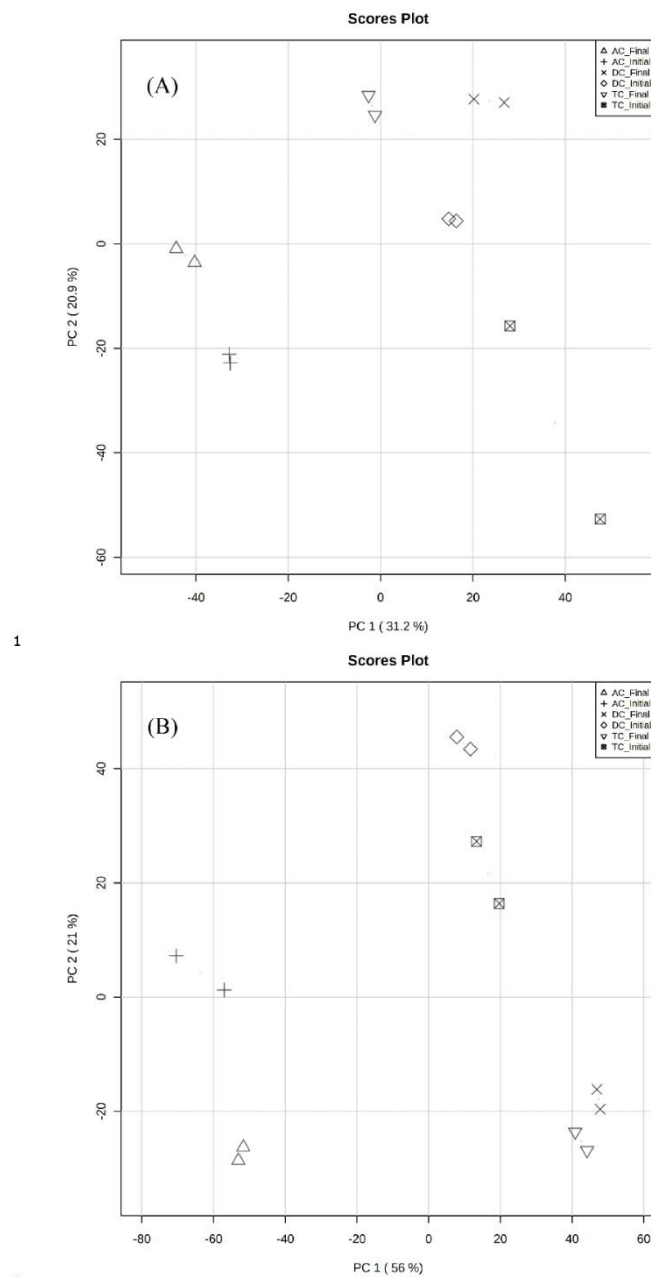 Scores Plot
(A)
AC_Final
AC_Initial
DC_Final
DC_Initial
TC_Final
TC_Initial
20
0
-20
-40
-60
PC 2 ( 20.9 %)
-40
-20
0
20
40
PC 1 ( 31.2 %)
1
Scores Plot
(B)
AC_Final
AC_Initial
DC_Final
DC_Initial
TC_Final
TC_Initial
40
20
0
-20
PC 2 ( 21 %)
-80
-60
-40
-20
0
20
40
60
PC 1 ( 56 %)